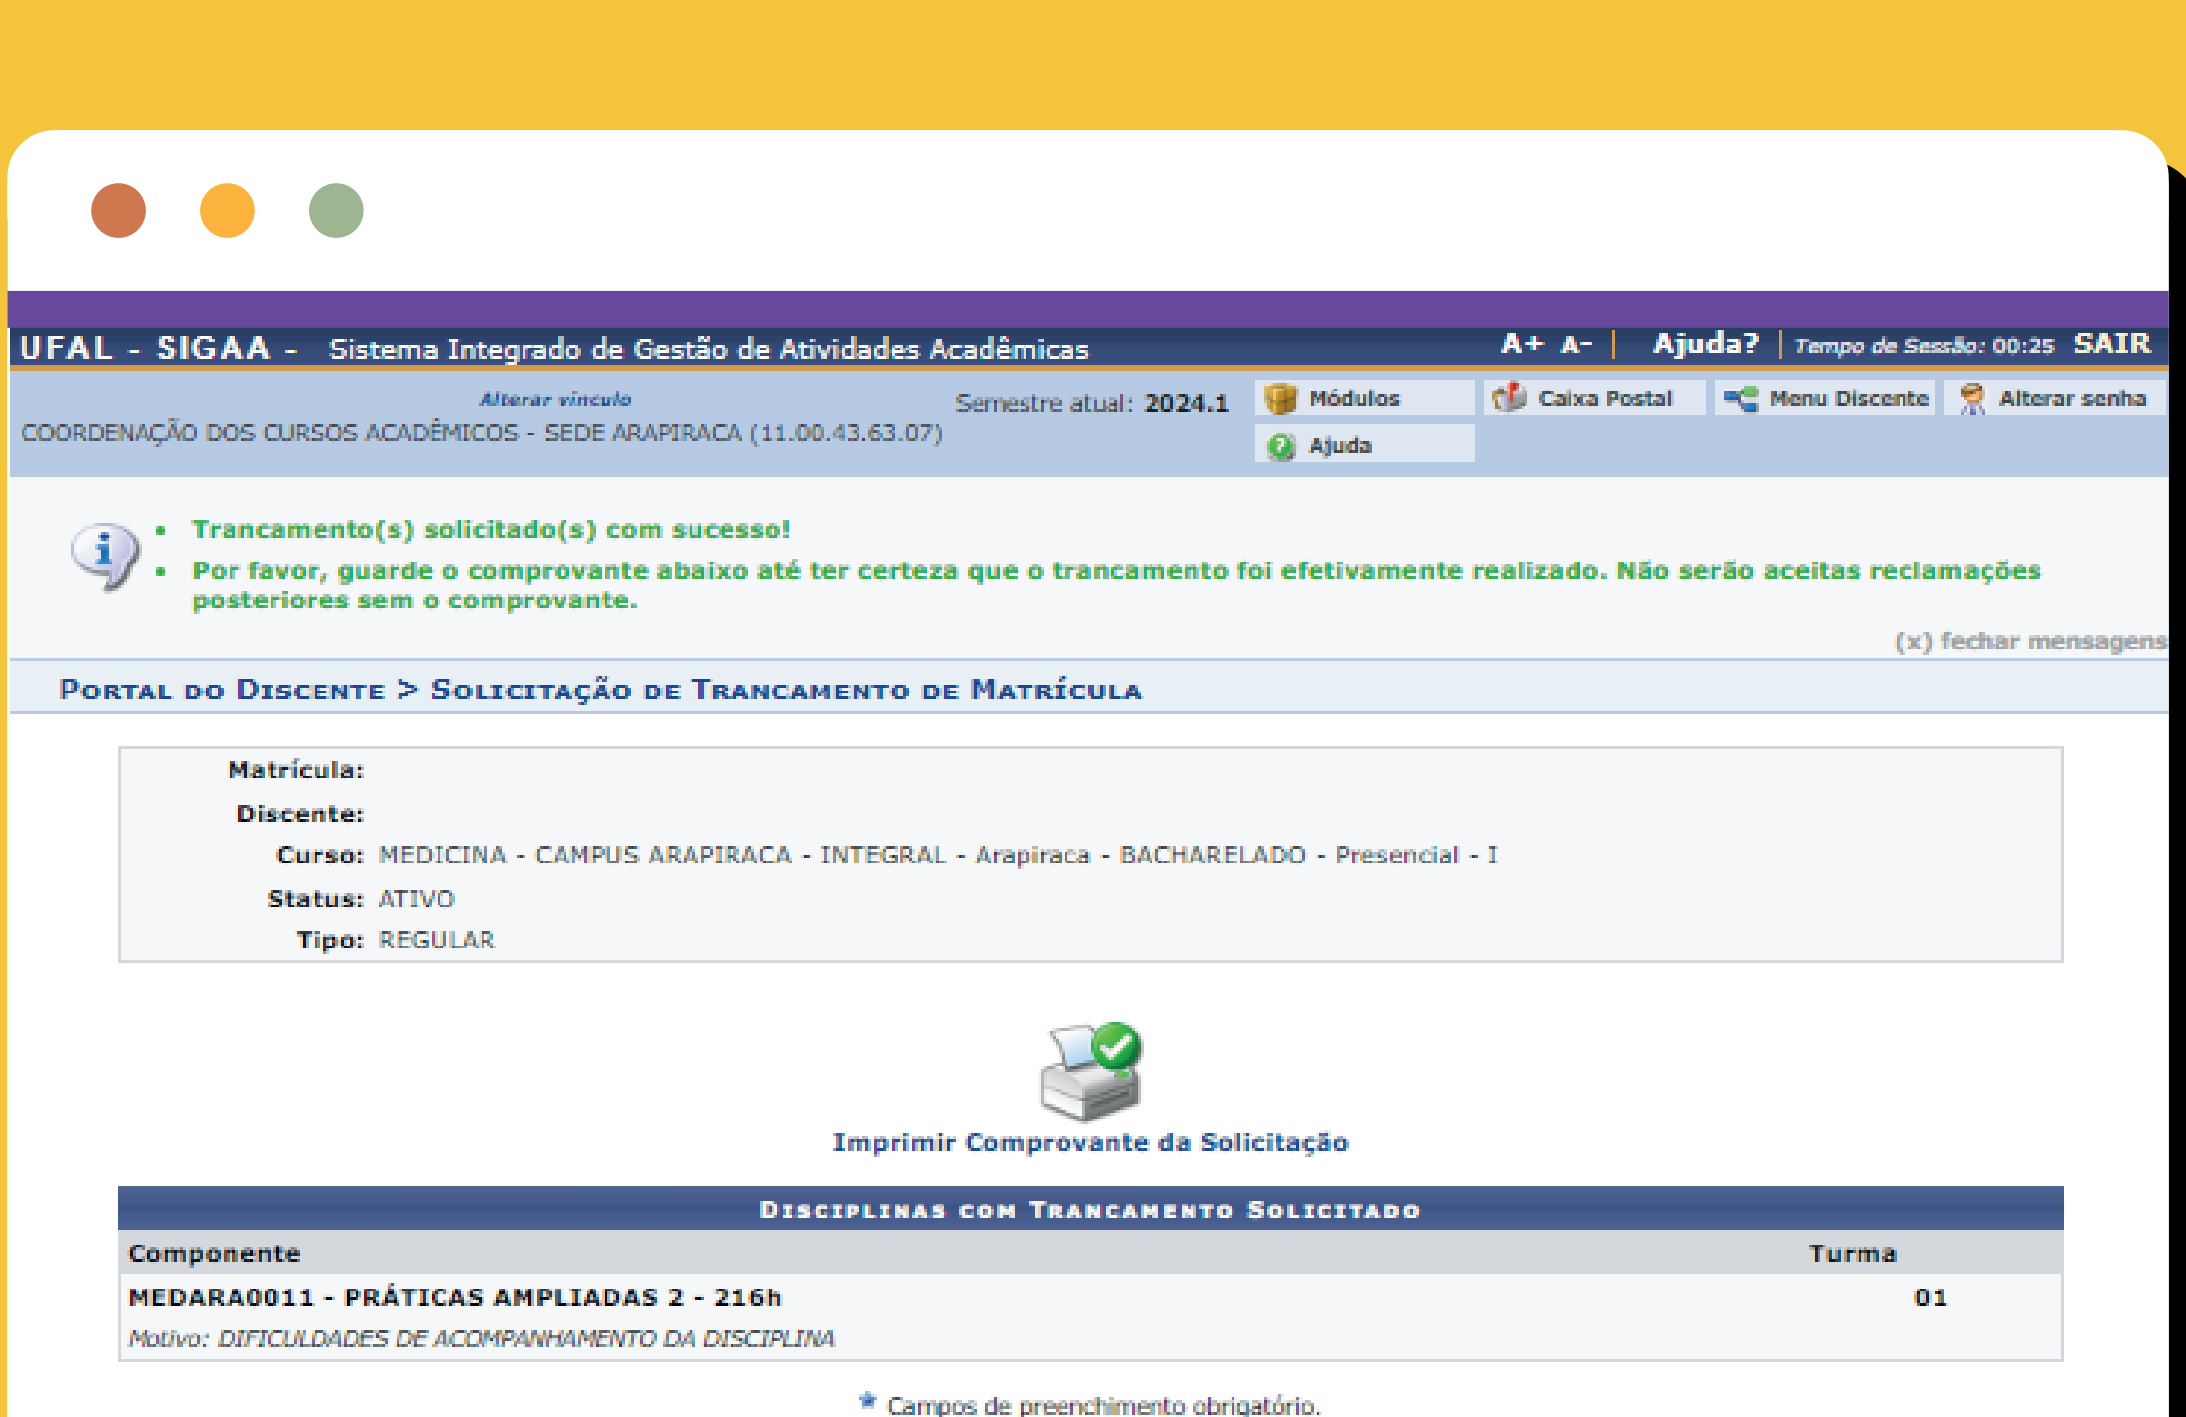 UFAL - SIGAA - Sistema Integrado de Gestão de Atividades Acadêmicas A+ A- | Ajuda? | Tempo de Sessão: 00:25 SAIR
Alterar vínculo Semestre atual: 2024.1 Módulos Caixa Postal Menu Discente Alterar senha
COORDENAÇÃO DOS CURSOS ACADÊMICOS - SEDE ARAPIRACA (11.00.43.63.07) Ajuda
• Trancamento(s) solicitado(s) com sucesso!
• Por favor, guarde o comprovante abaixo até ter certeza que o trancamento foi efetivamente realizado. Não serão aceitas reclamações
posteriores sem o comprovante.
(x) fechar mensagens
PORTAL DO DISCENTE > SOLICITAÇÃO DE TRANCAMENTO DE MATRÍCULA
Matrícula:
Discente:
Curso: MEDICINA - CAMPUS ARAPIRACA - INTEGRAL - Arapiraca - BACHARELADO - Presencial - I
Status: ATIVO
Tipo: REGULAR
Imprimir Comprovante da Solicitação
DISCIPLINAS COM TRANCAMENTO SOLICITADO
Componente Turma
MEDARA0011 - PRÁTICAS AMPLIADAS 2 - 216h 01
Motivo: DIFICULDADES DE ACOMPANHAMENTO DA DISCIPLINA
* Campos de preenchimento obrigatório.